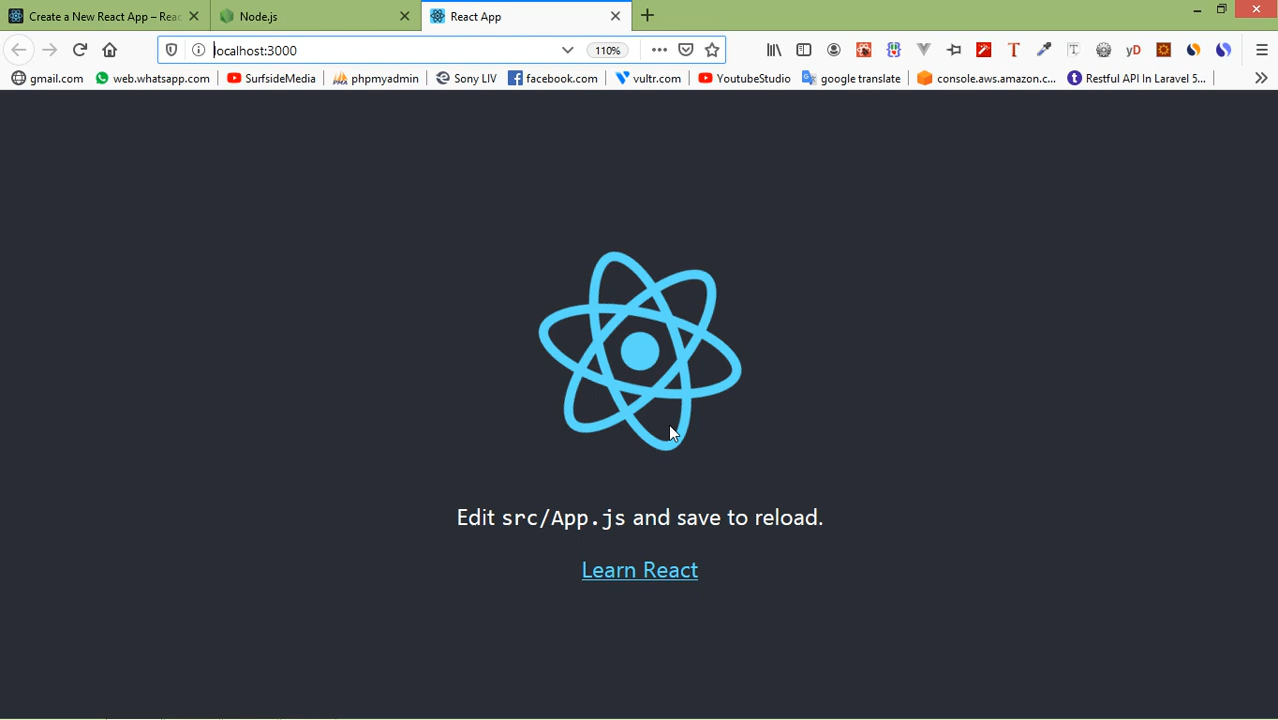 Create a New React App – Reac
Node.js
React App
localhost:3000
110%
gmail.com
web.whatsapp.com
SurfsideMedia
phpmyadmin
Sony LIV
facebook.com
vultr.com
YoutubeStudio
google translate
console.aws.amazon.c...
Restful API In Laravel 5...
Edit src/App.js and save to reload.
Learn React